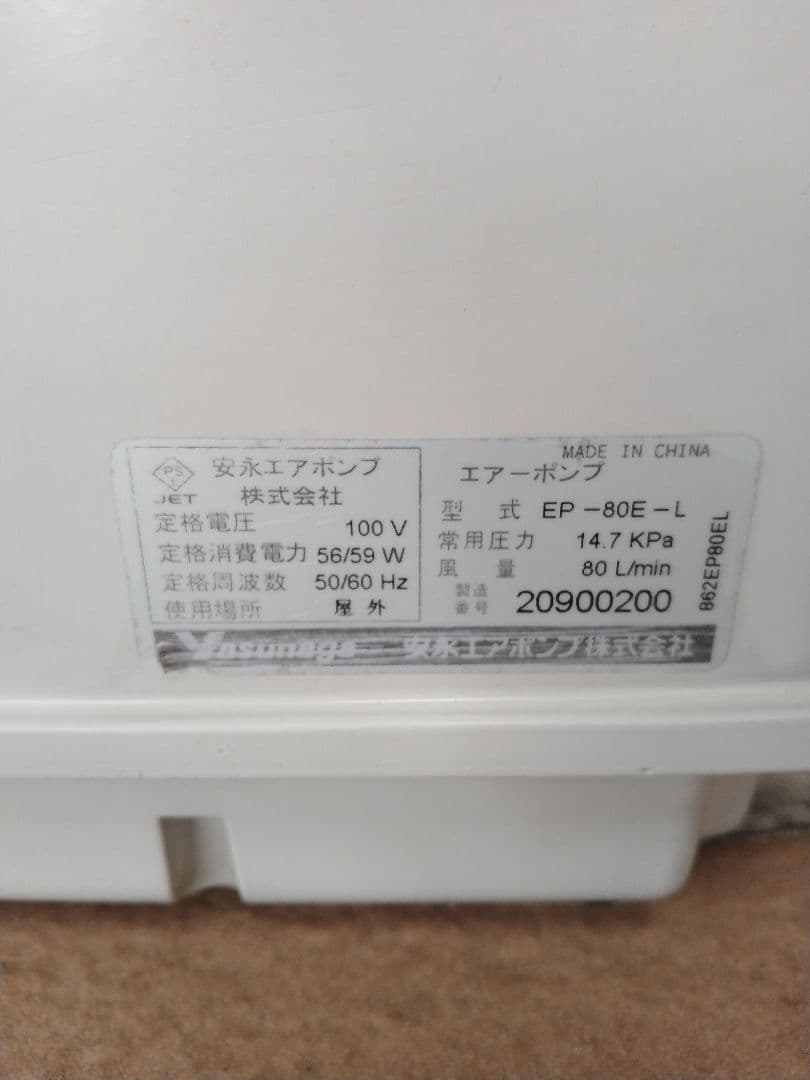 PS
JET
安永エアポンプ
株式会社
定格電圧 100 V
定格消費電力 56/59 W
定格周波数 50/60 Hz
使用場所 屋外
MADE IN CHINA
エアーポンプ
型式 EP-80E-L
常用圧力 14.7 KPa
風量 80 L/min
製造番号 20900200
862EP80EL
Yasunaga 安永エアポンプ株式会社